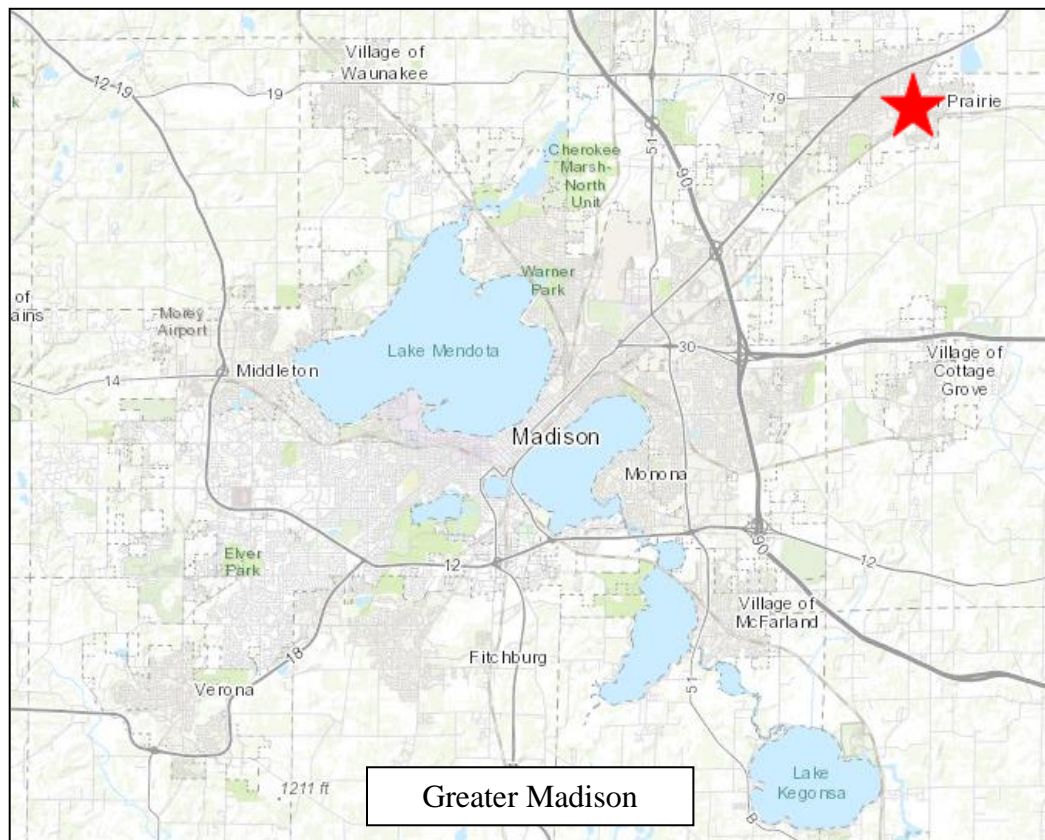 Village of
Waunakee
12-19
19
19
Prairie
51
90
Cherokee
Marsh-
North
Unit
Warner
Park
of
ains
Morey
Airport
Lake Mendota
30
Village of
Cottage
Grove
14
Middleton
Madison
Monona
Elver
Park
12
90
12
Village of
McFarland
18
Fitchburg
Verona
51
1211 ft
Lake
Kegonsa
B
Greater Madison